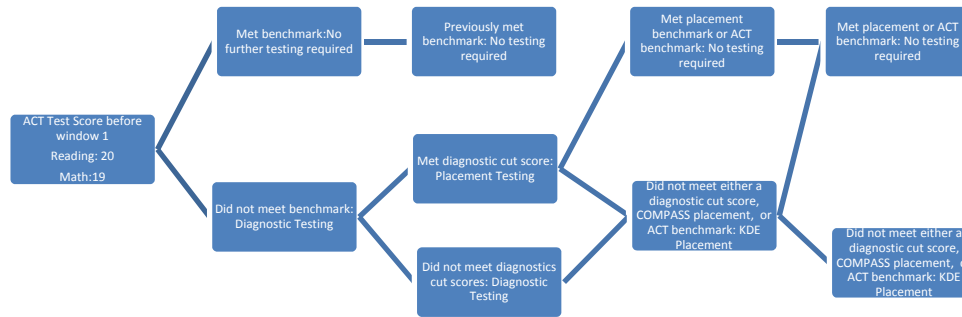 Met benchmark:No
further testing required
Previously met
benchmark: No testing
required
Met placement
benchmark or ACT
benchmark: No testing
required
Met placement or ACT
benchmark: No testing
required
ACT Test Score before
window 1
Reading: 20
Math:19
Did not meet benchmark:
Diagnostic Testing
Met diagnostic cut score:
Placement Testing
Did not meet diagnostics
cut scores: Diagnostic
Testing
Did not meet either a
diagnostic cut score,
COMPASS placement, or
ACT benchmark: KDE
Placement
Did not meet either a
diagnostic cut score,
COMPASS placement,
ACT benchmark: KDE
Placement